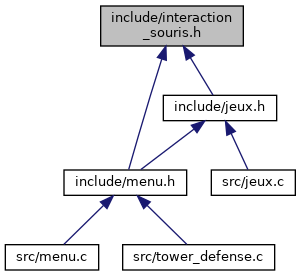 include/interaction
_souris.h
include/jeux.h
include/menu.h
src/jeux.c
src/menu.c
src/tower_defense.c